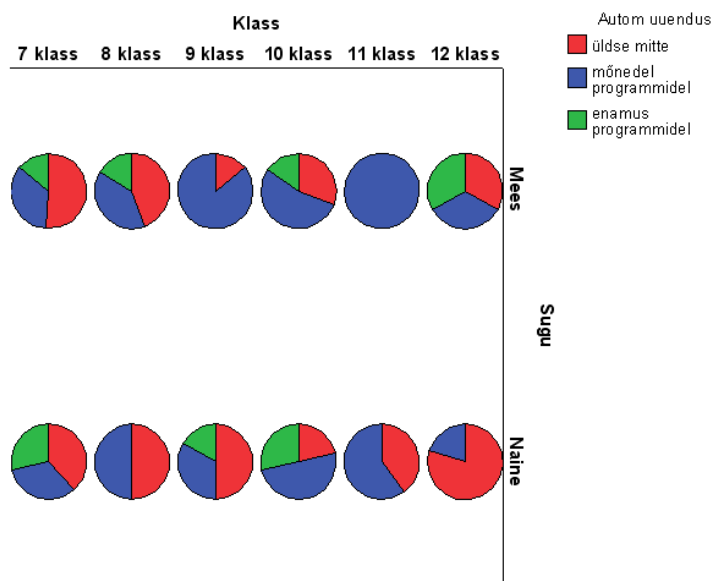 Klass
7 klass 8 klass 9 klass 10 klass 11 klass 12 klass
Autom uuendus
üldse mitte
mőnedel
programmidel
enamus
programmidel
Mees
Sugu
Naine